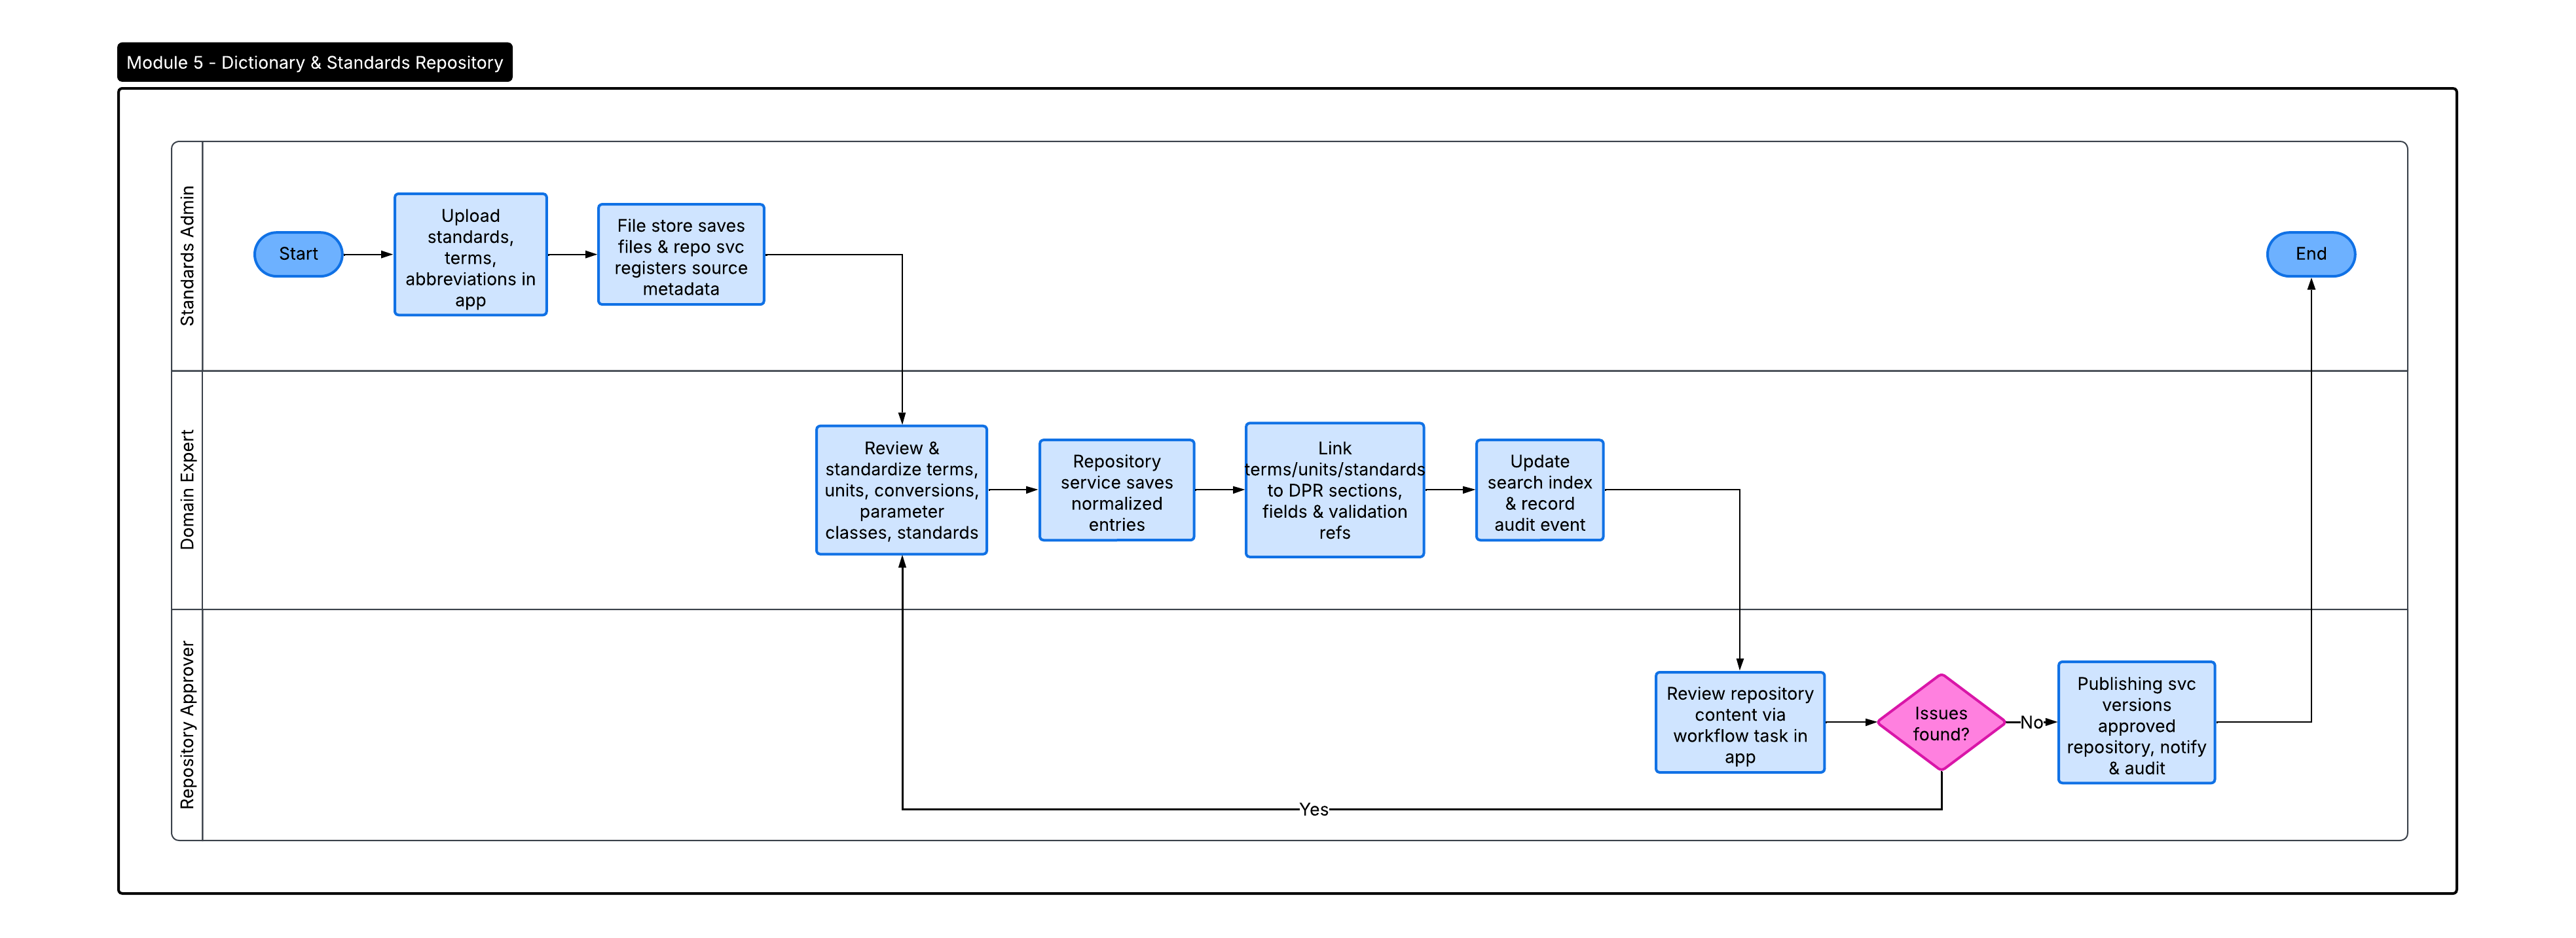 Module 5 - Dictionary & Standards Repository
Standards Admin
Start
Upload
standards,
terms,
abbreviations in
app
File store saves
files & repo svc
registers source
metadata
End
Domain Expert
Review &
standardize terms,
units, conversions,
parameter
classes, standards
Repository
service saves
normalized
entries
Link
terms/units/standards
to DPR sections,
fields & validation
refs
Update
search index
& record
audit event
Repository Approver
Review repository
content via
workflow task in
app
Issues
found?
No
Publishing svc
versions
approved
repository, notify
& audit
Yes